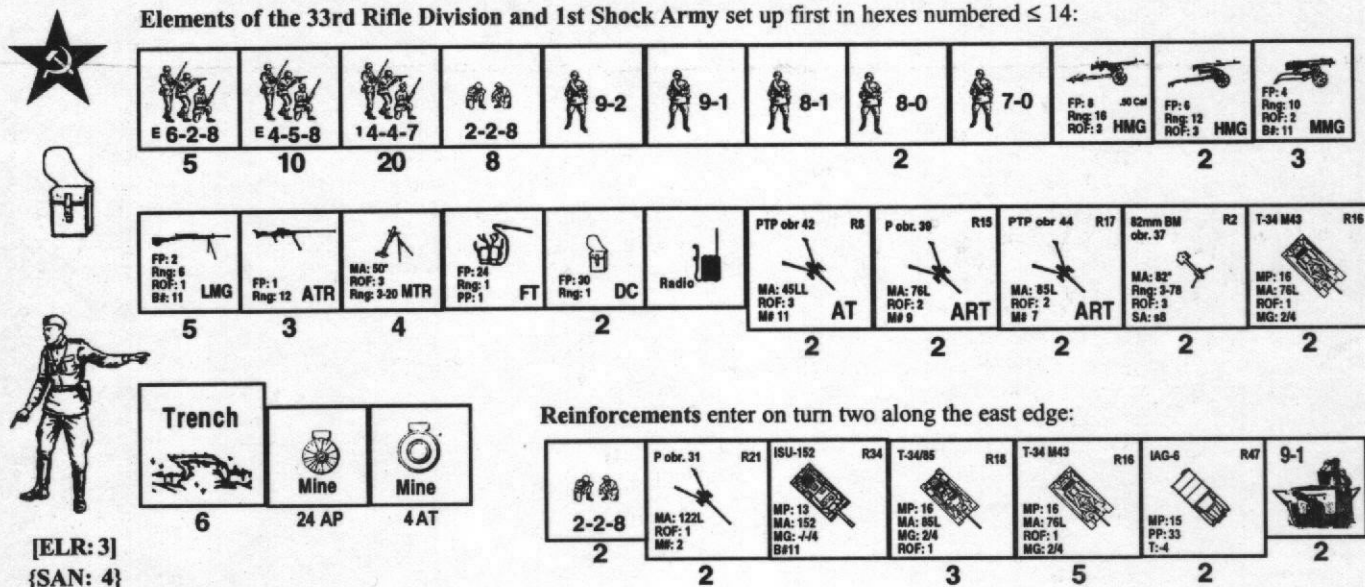 Elements of the 33rd Rifle Division and 1st Shock Army set up first in hexes numbered ≤ 14:
E 6-2-8
5
E 4-5-8
10
1 4-4-7
20
2-2-8
8
9-2
9-1
8-1
8-0
2
7-0
FP: 8 .50 Cal
Rng: 16
ROF: 2 HMG
FP: 6
Rng: 12
ROF: 3 HMG
2
FP: 4
Rng: 10
ROF: 2
B#: 11 MMG
3
FP: 2
Rng: 6
ROF: 1
B#: 11 LMG
5
FP: 1
Rng: 12 ATR
3
MA: 50*
ROF: 3
Rng: 3-20 MTR
4
FP: 24
Rng: 1
PP: 1 FT
FP: 30
Rng: 1 DC
2
Radio
PTP obr 42 R8
MA: 45LL
ROF: 3
M# 11 AT
2
P obr. 39 R15
MA: 76L
ROF: 2
M# 9 ART
2
PTP obr 44 R17
MA: 85L
ROF: 2
M# 7 ART
2
82mm BM R2
obr. 37
MA: 82*
Rng: 3-78
ROF: 3
SA: s8
2
T-34 M43 R16
MP: 16
MA: 76L
ROF: 1
MG: 2/4
2
Trench
6
Mine
24 AP
Mine
4 AT
[ELR: 3]
{SAN: 4}
Reinforcements enter on turn two along the east edge:
2-2-8
2
P obr. 31 R21
MA: 122L
ROF: 1
M#: 2
2
ISU-152 R34
MP: 13
MA: 152
MG: -/-/4
B#11
T-34/85 R18
MP: 16
MA: 85L
MG: 2/4
ROF: 1
3
T-34 M43 R16
MP: 16
MA: 76L
ROF: 1
MG: 2/4
5
IAG-6 R47
MP:15
PP: 33
T:-4
2
9-1
2